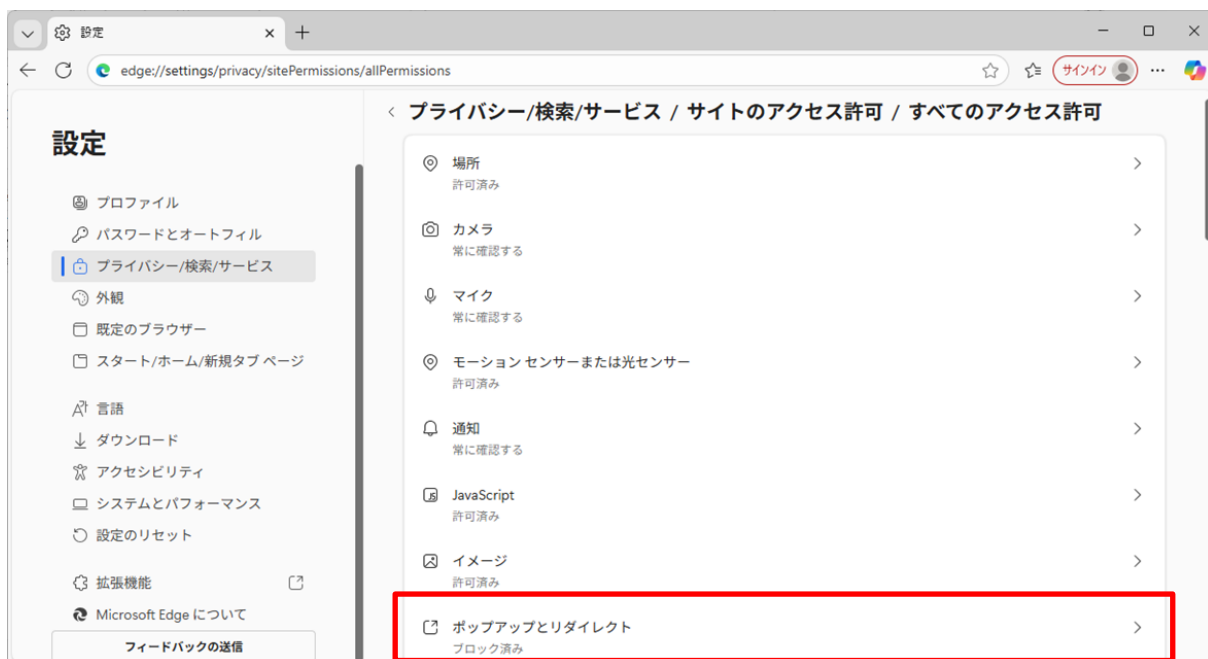 設定
edge://settings/privacy/sitePermissions/allPermissions
サインイン
設定
プロファイル
パスワードとオートフィル
プライバシー/検索/サービス
外観
既定のブラウザー
スタート/ホーム/新規タブ ページ
言語
ダウンロード
アクセシビリティ
システムとパフォーマンス
設定のリセット
拡張機能
Microsoft Edge について
フィードバックの送信
プライバシー/検索/サービス / サイトのアクセス許可 / すべてのアクセス許可
場所
許可済み
カメラ
常に確認する
マイク
常に確認する
モーション センサーまたは光センサー
許可済み
通知
常に確認する
JavaScript
許可済み
イメージ
許可済み
ポップアップとリダイレクト
ブロック済み